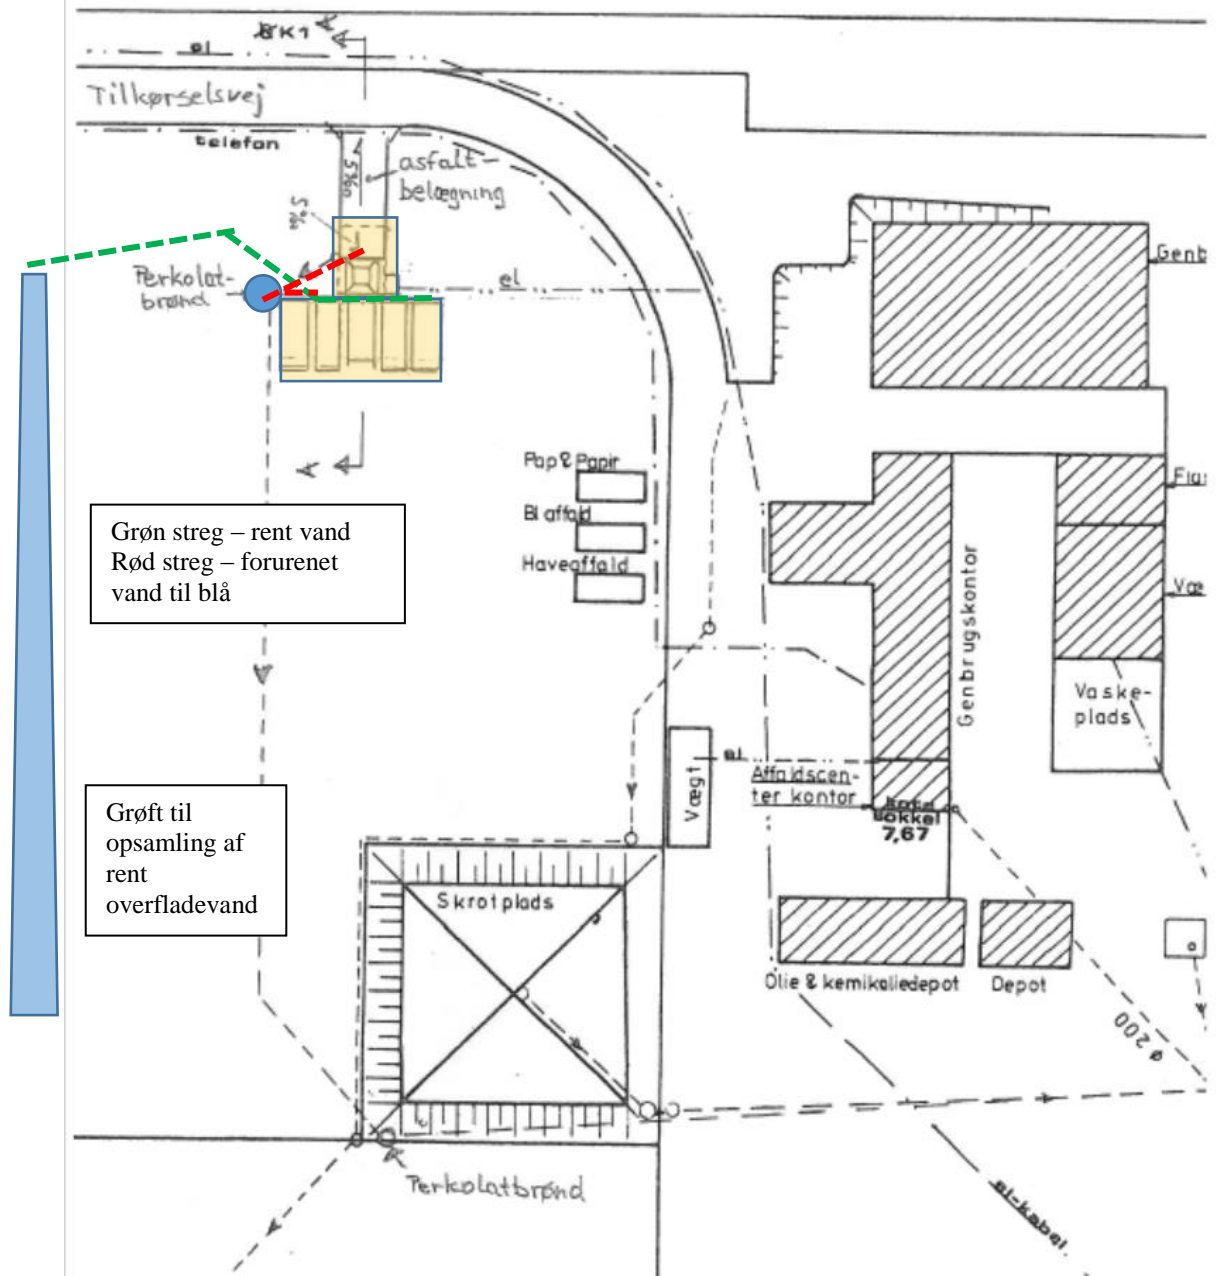 BK1
el
Tilkørselsvej
telefon
5%
asfalt-
belægning
5%
Perkolat-
brønd
el
Genb
A
Pap & Papir
Bl affald
Haveaffald
Grøn streg – rent vand
Rød streg – forurenet
vand til blå
Genbrugskontor
Vaske-
plads
Vægt
el
Affaldscen-
ter kontor
sokkel
7,67
Grøft til
opsamling af
rent
overfladevand
Skrotplads
Olie & kemikaliedepot
Depot
ø 200
Perkolatbrønd
el-kabel